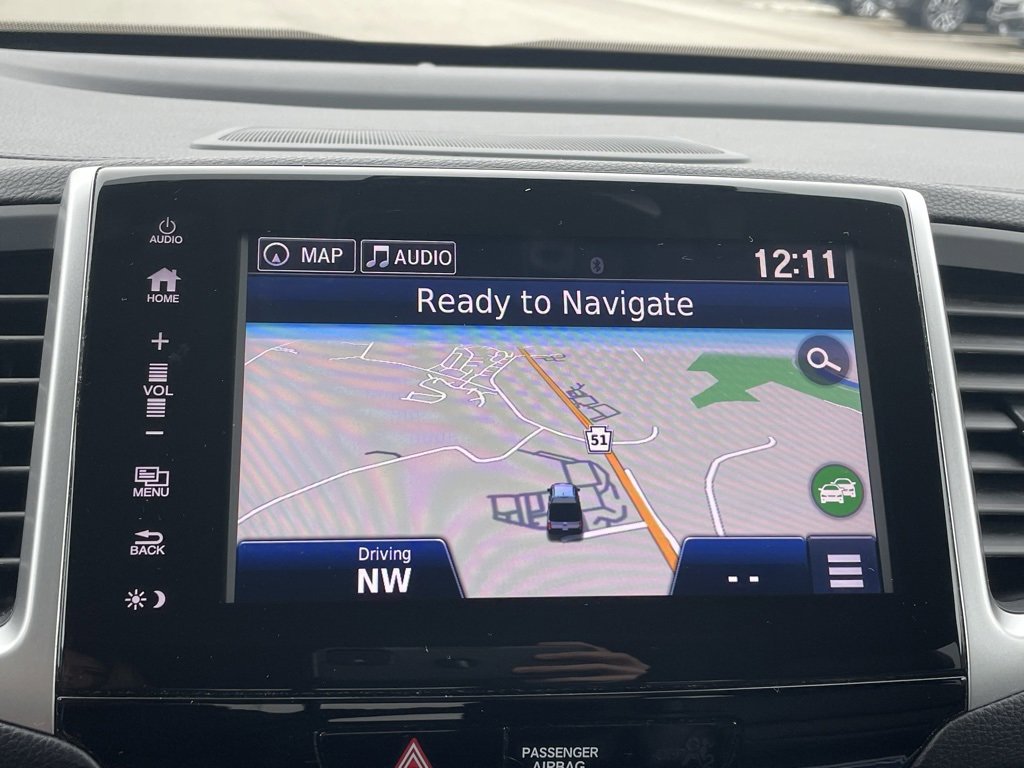 AUDIO
HOME
+
VOL
-
MENU
BACK
MAP
AUDIO
12:11
Ready to Navigate
51
Driving
NW
--
PASSENGER
AIRBAG